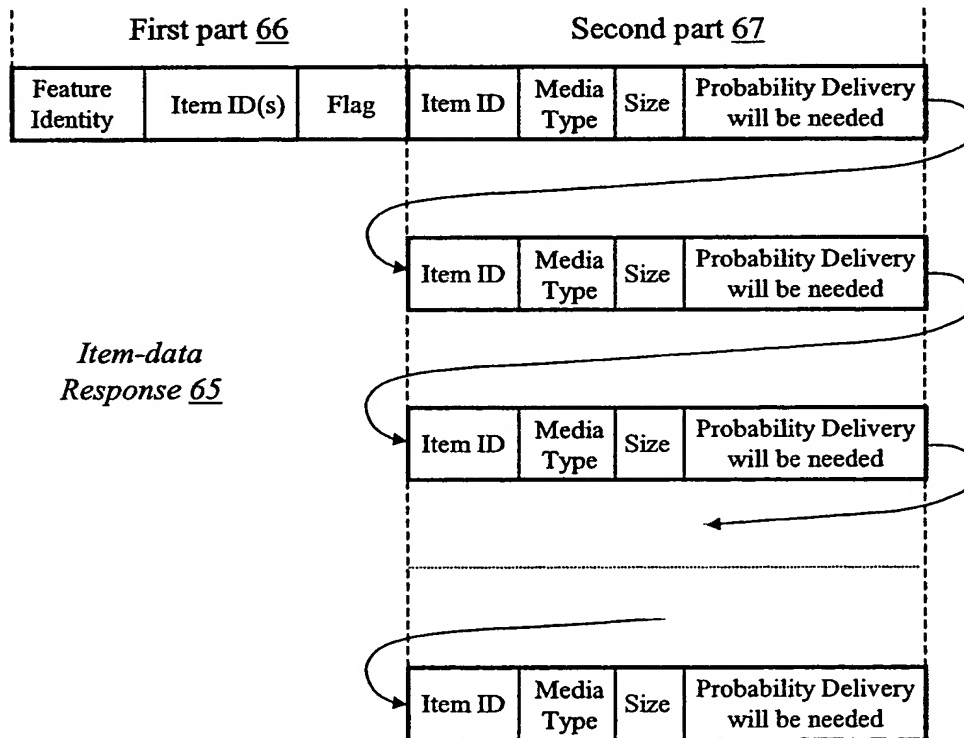 First part 66 Second part 67
Feature Identity Item ID(s) Flag Item ID Media Type Size Probability Delivery will be needed
Item ID Media Type Size Probability Delivery will be needed
Item-data
Response 65
Item ID Media Type Size Probability Delivery will be needed
Item ID Media Type Size Probability Delivery will be needed